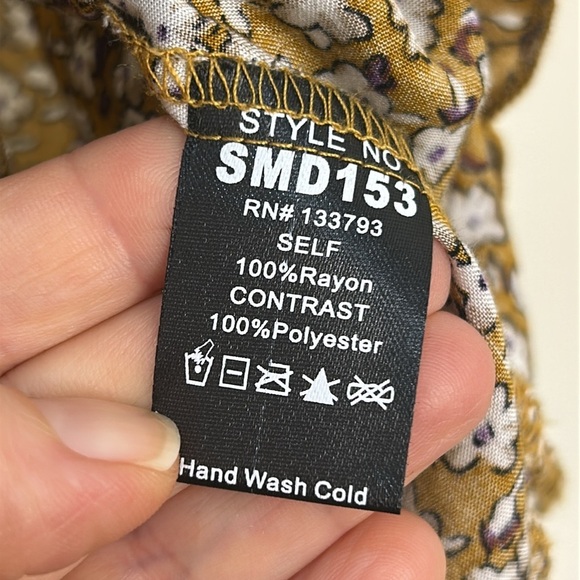 STYLE NO
SMD153
RN# 133793
SELF
100%Rayon
CONTRAST
100%Polyester
Hand Wash Cold